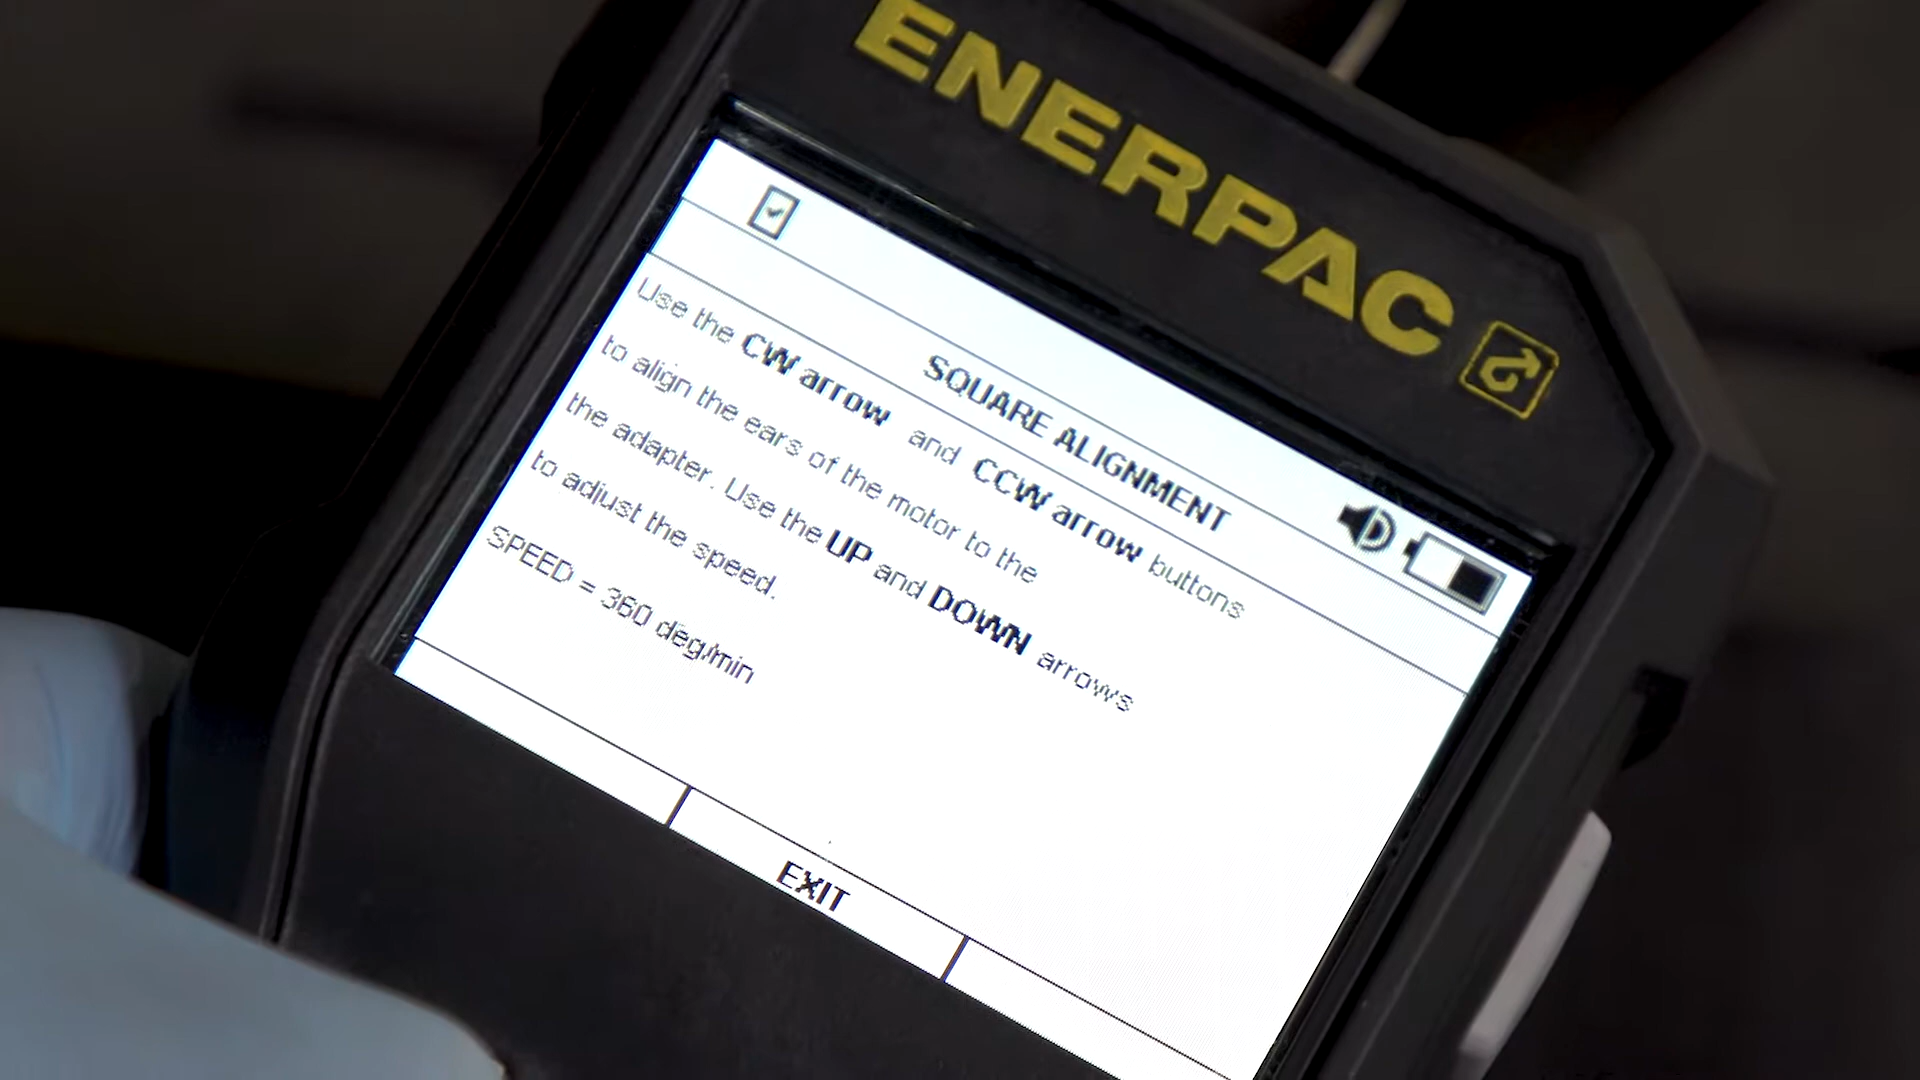 ENERPAC
SQUARE ALIGNMENT
Use the CW arrow and CCW arrow buttons
to align the ears of the motor to the
the adapter. Use the UP and DOWN arrows
to adjust the speed.
SPEED = 360 deg/min
EXIT